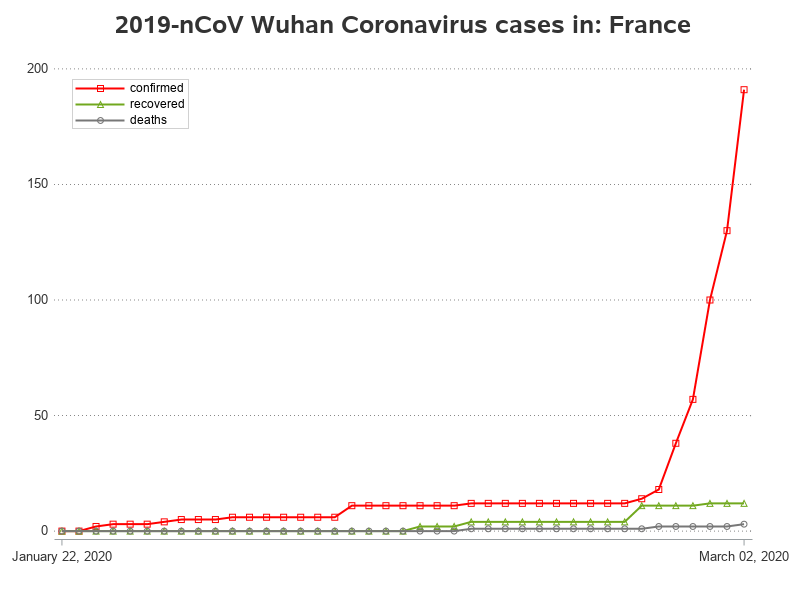 2019-nCoV Wuhan Coronavirus cases in: France
200
confirmed
recovered
deaths
150
100
50
0
January 22, 2020
March 02, 2020